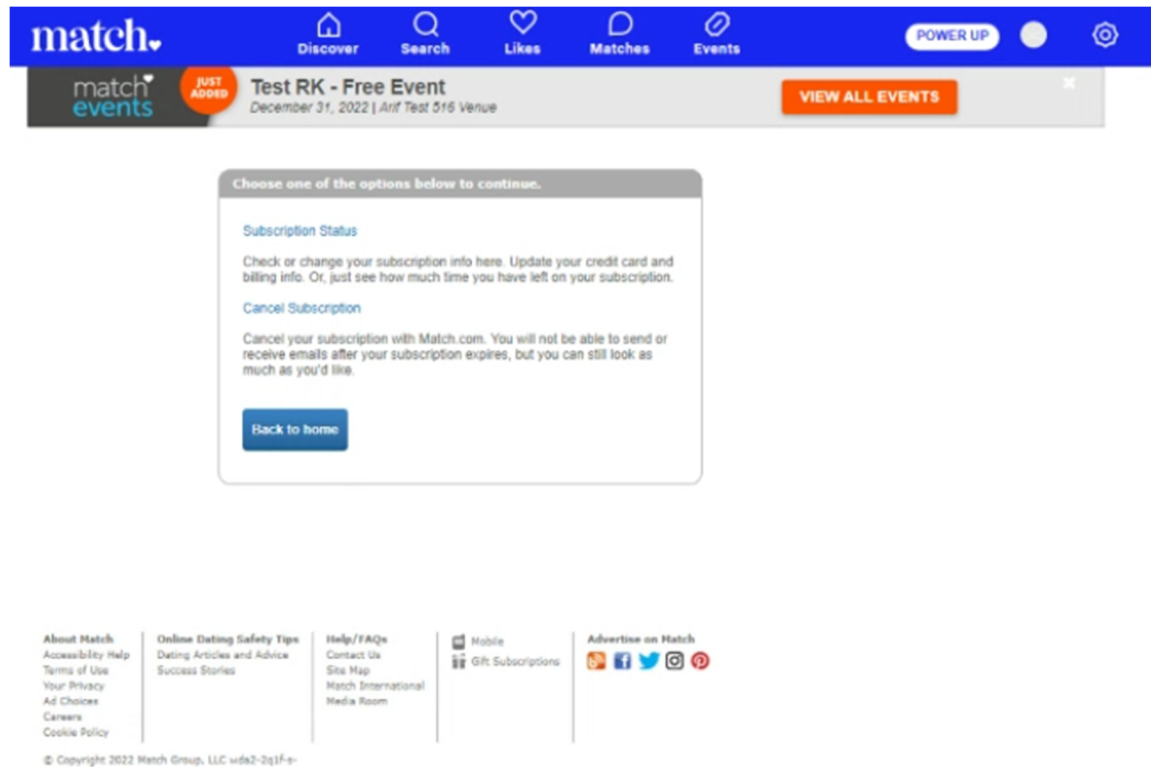 match
Discover
Search
Likes
Matches
Events
POWER UP
match
events
JUST
ADDED
Test RK - Free Event
December 31, 2022 | Arif Test 516 Venue
VIEW ALL EVENTS
Choose one of the options below to continue.
Subscription Status
Check or change your subscription info here. Update your credit card and
billing info. Or, just see how much time you have left on your subscription.
Cancel Subscription
Cancel your subscription with Match.com. You will not be able to send or
receive emails after your subscription expires, but you can still look as
much as you'd like.
Back to home
About Match
Accessibility Help
Terms of Use
Your Privacy
Ad Choices
Careers
Cookie Policy
Online Dating Safety Tips
Dating Articles and Advice
Success Stories
Help/FAQs
Contact Us
Site Map
Match International
Media Room
Mobile
Gift Subscriptions
Advertise on Match
© Copyright 2022 Match Group, LLC